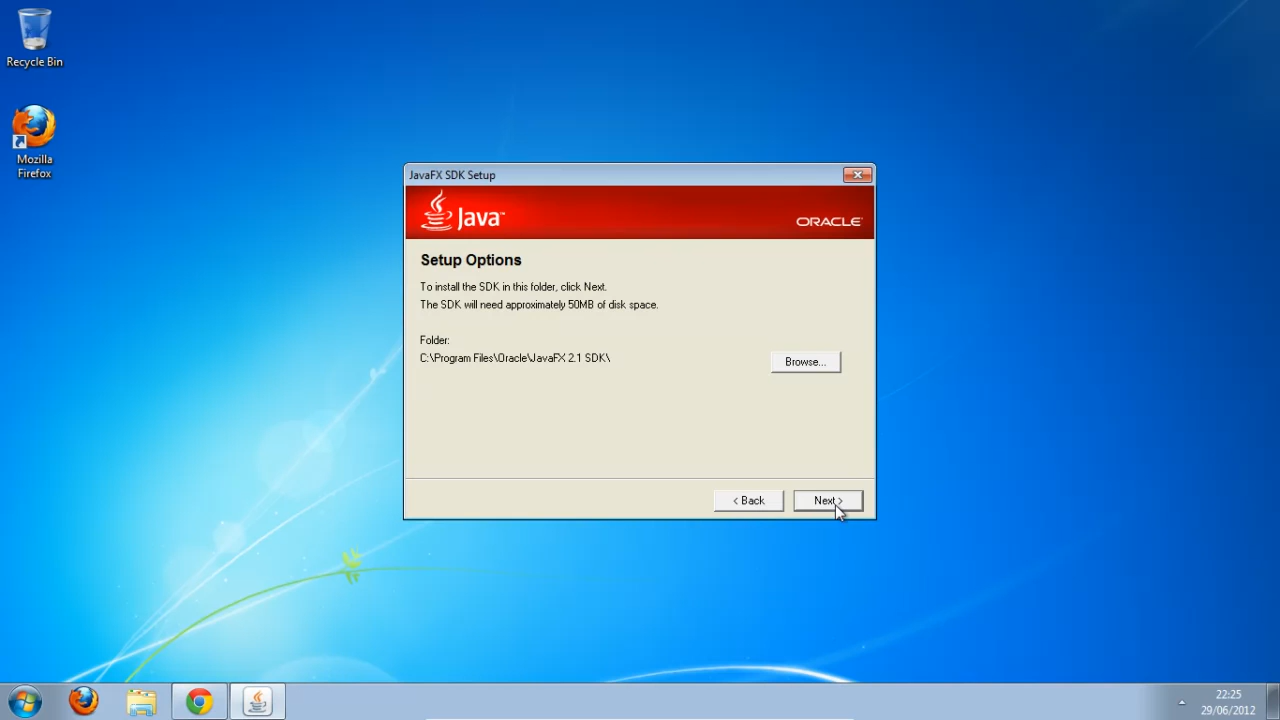 Recycle Bin
Mozilla
Firefox
JavaFX SDK Setup
Java™
ORACLE
Setup Options
To install the SDK in this folder, click Next.
The SDK will need approximately 50MB of disk space.
Folder:
C:\Program Files\Oracle\JavaFX 2.1 SDK\
Browse...
< Back
Next >
22:25
29/06/2012